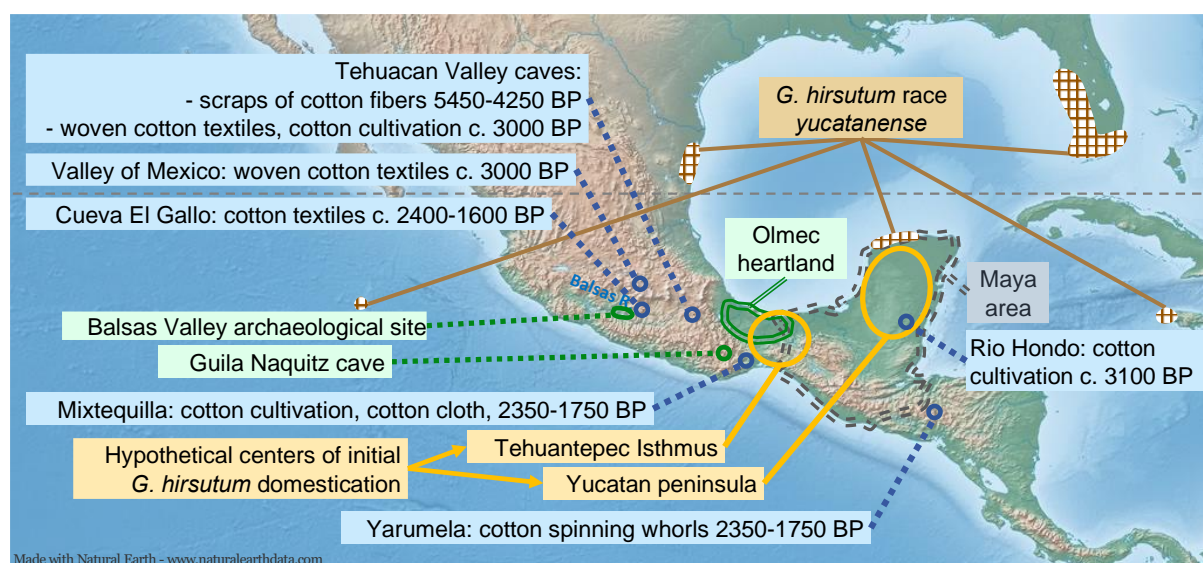 Tehuacan Valley caves:
- scraps of cotton fibers 5450-4250 BP
- woven cotton textiles, cotton cultivation c. 3000 BP
Valley of Mexico: woven cotton textiles c. 3000 BP
Cueva El Gallo: cotton textiles c. 2400-1600 BP
G. hirsutum race
yucatanense
Olmec
heartland
Maya
area
Balsas R
Balsas Valley archaeological site
Guila Naquitz cave
Rio Hondo: cotton
cultivation c. 3100 BP
Mixtequilla: cotton cultivation, cotton cloth, 2350-1750 BP
Hypothetical centers of initial
G. hirsutum domestication
Tehuantepec Isthmus
Yucatan peninsula
Yarumela: cotton spinning whorls 2350-1750 BP
Made with Natural Earth - www.naturalearthdata.com